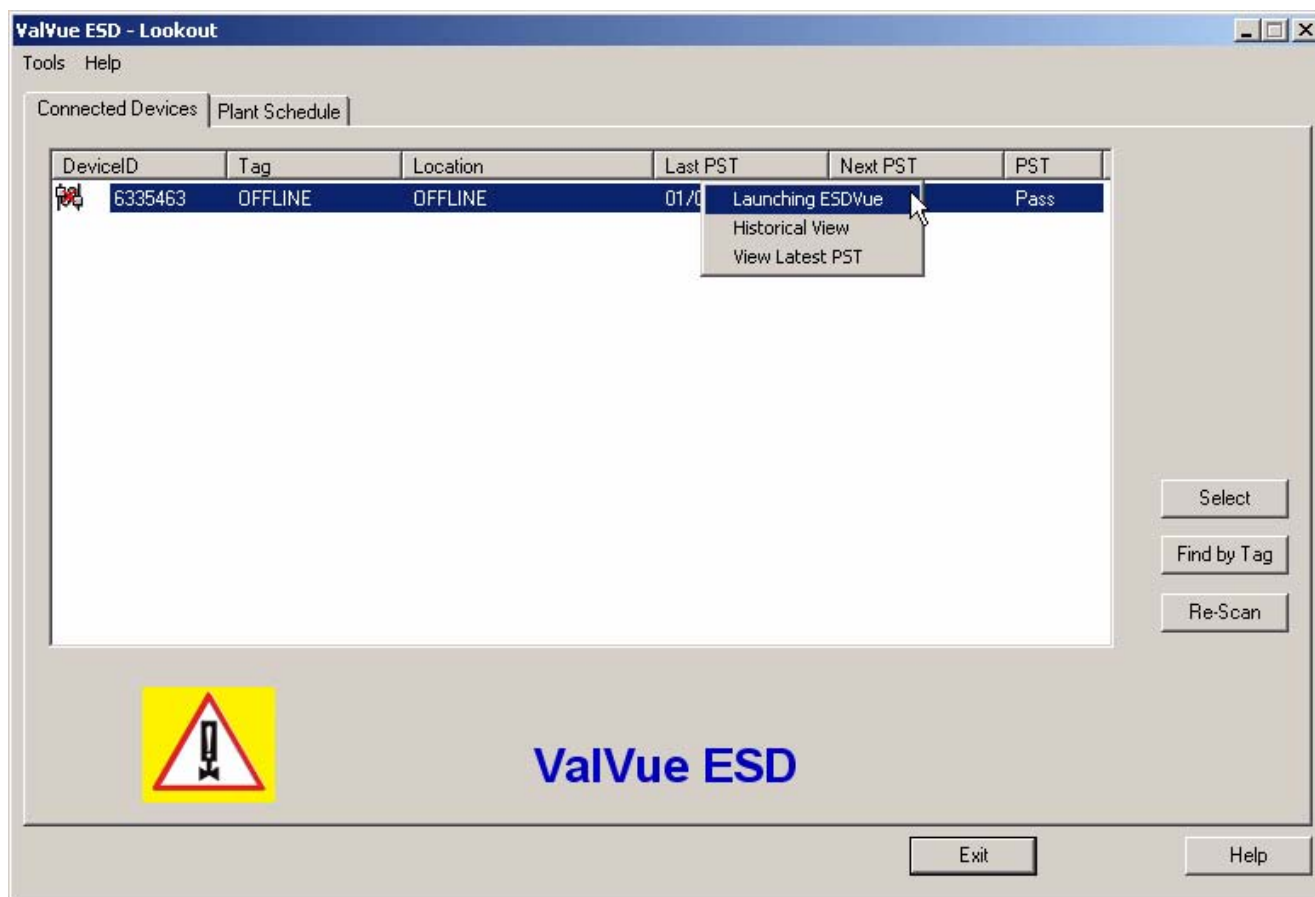 ValVue ESD - Lookout
Tools Help
Connected Devices Plant Schedule
DeviceID Tag Location Last PST Next PST PST
6335463 OFFLINE OFFLINE 01/0 Pass
Launching ESDVue
Historical View
View Latest PST
Select
Find by Tag
Re-Scan
ValVue ESD
Exit Help